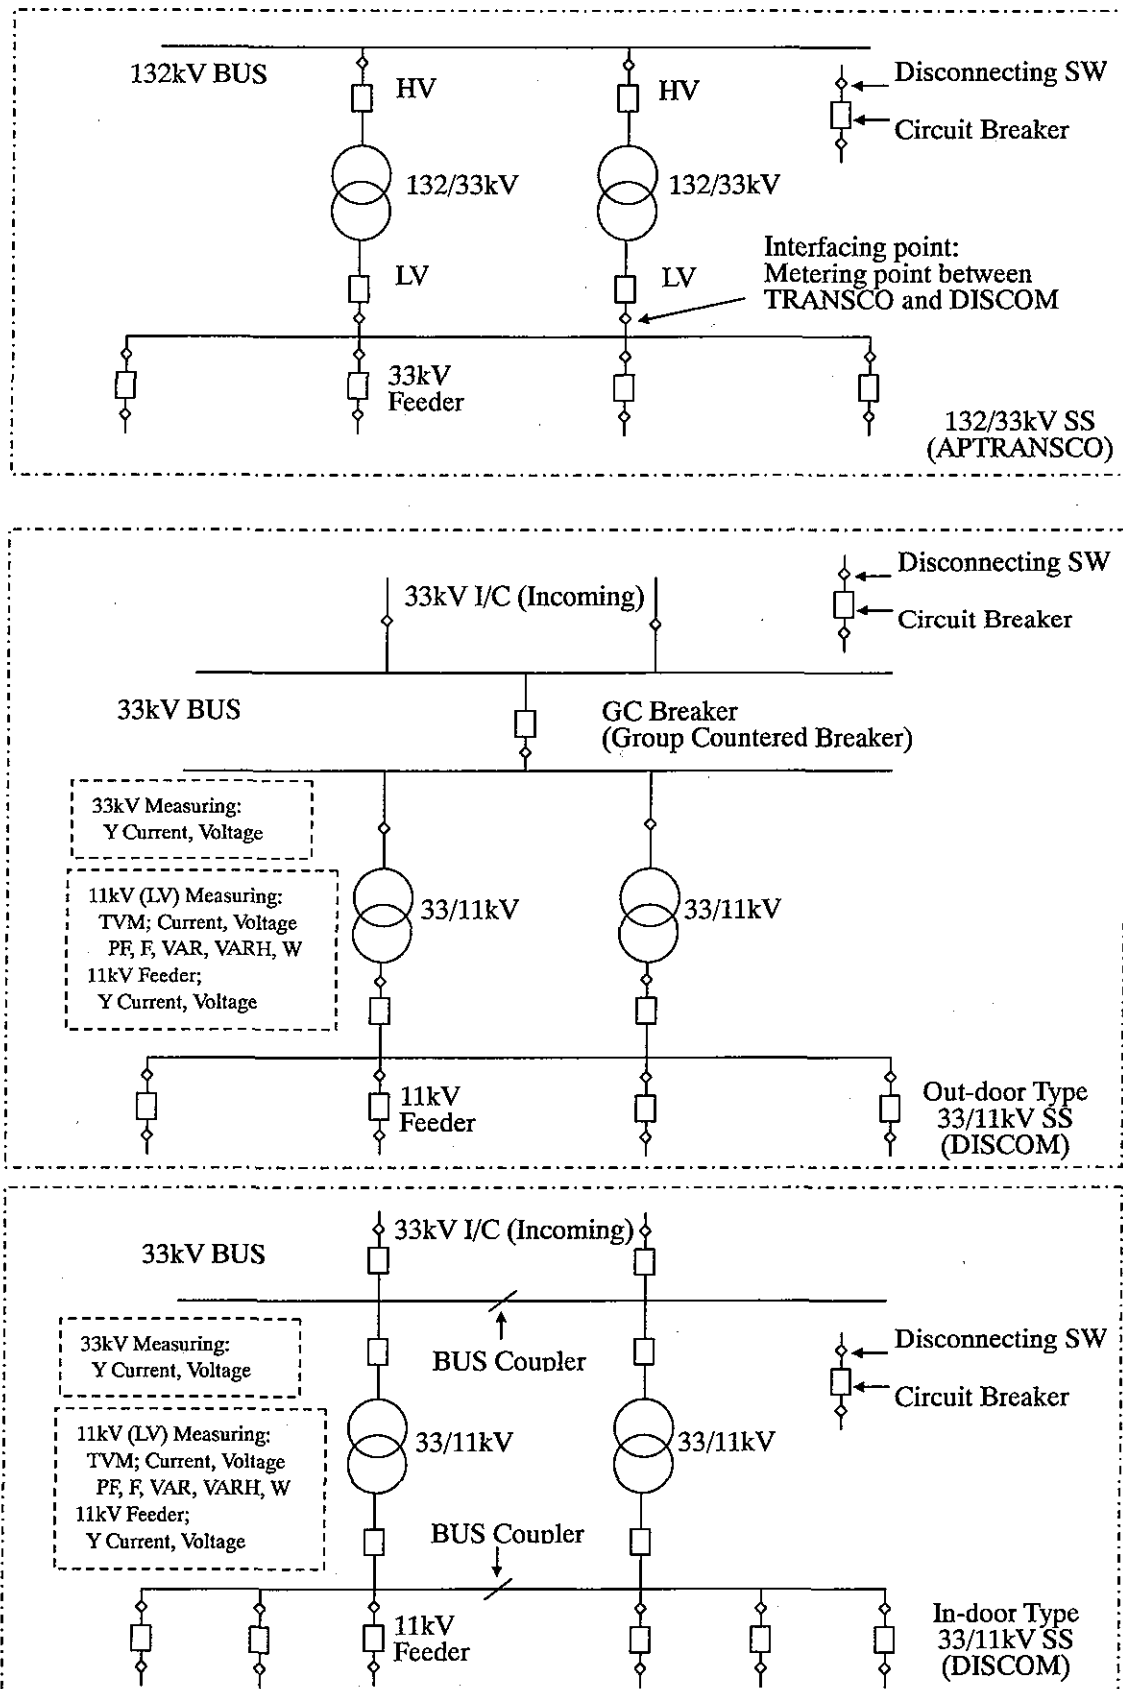 132kV BUS
HV
HV
Disconnecting SW
Circuit Breaker
132/33kV
132/33kV
Interfacing point:
Metering point between
TRANSCO and DISCOM
LV
LV
33kV
Feeder
132/33kV SS
(APTRANSCO)
Disconnecting SW
Circuit Breaker
33kV I/C (Incoming)
33kV BUS
GC Breaker
(Group Countered Breaker)
33kV Measuring:
Y Current, Voltage
11kV (LV) Measuring:
TVM; Current, Voltage
PF, F, VAR, VARH, W
11kV Feeder;
Y Current, Voltage
33/11kV
33/11kV
11kV
Feeder
Out-door Type
33/11kV SS
(DISCOM)
33kV I/C (Incoming)
33kV BUS
BUS Coupler
Disconnecting SW
Circuit Breaker
33kV Measuring:
Y Current, Voltage
11kV (LV) Measuring:
TVM; Current, Voltage
PF, F, VAR, VARH, W
11kV Feeder;
Y Current, Voltage
33/11kV
33/11kV
BUS Coupler
11kV
Feeder
In-door Type
33/11kV SS
(DISCOM)